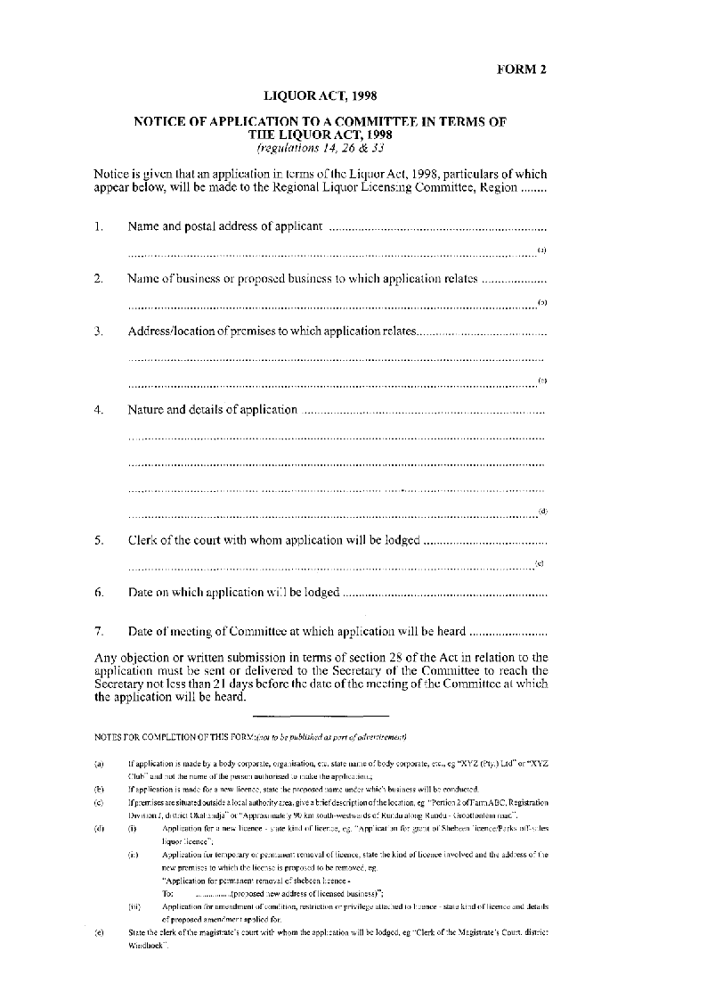 FORM 2
LIQUOR ACT, 1998
NOTICE OF APPLICATION TO A COMMITTEE IN TERMS OF
THE LIQUOR ACT, 1998
(regulations 14, 26 & 33
Notice is given that an application in terms of the Liquor Act, 1998, particulars of which
appear below, will be made to the Regional Liquor Licensing Committee, Region ........
1. Name and postal address of applicant ...................................................................
..............................................................................................................................(a)
2. Name of business or proposed business to which application relates ....................
..............................................................................................................................(b)
3. Address/location of premises to which application relates........................................
................................................................................................................................
..............................................................................................................................(c)
4. Nature and details of application ...........................................................................
................................................................................................................................
................................................................................................................................
................................................................................................................................
..............................................................................................................................(d)
5. Clerk of the court with whom application will be lodged ......................................
.............................................................................................................................(e)
6. Date on which application will be lodged ...............................................................
7. Date of meeting of Committee at which application will be heard ........................
Any objection or written submission in terms of section 28 of the Act in relation to the
application must be sent or delivered to the Secretary of the Committee to reach the
Secretary not less than 21 days before the date of the meeting of the Committee at which
the application will be heard.
NOTES FOR COMPLETION OF THIS FORM:(not to be published as part of advertisement)
(a) If application is made by a body corporate, organisation, etc. state name of body corporate, etc., eg "XYZ (Pty.) Ltd" or "XYZ
Club" and not the name of the person authorised to make the application.;
(b) If application is made for a new licence, state the proposed name under which business will be conducted.
(c) If premises are situated outside a local authority area, give a brief description of the location, eg. "Portion 2 of Farm ABC, Registration
Division J, district Okahandja" or "Approximately 90 km south-westwards of Rundu along Rundu - Grootfontein road".
(d) (i) Application for a new licence - state kind of licence, eg. "Application for grant of Shebeen licence/Parks off-sales
liquor licence";
(ii) Application for temporary or permanent removal of licence, state the kind of licence involved and the address of the
new premises to which the license is proposed to be removed, eg.
"Application for permanent removal of shebeen licence -
To: .................(proposed new address of licensed business)";
(iii) Application for amendment of condition, restriction or privilege attached to licence - state kind of licence and details
of proposed amendment applied for.
(e) State the clerk of the magistrate's court with whom the application will be lodged, eg "Clerk of the Magistrate's Court, district
Windhoek".